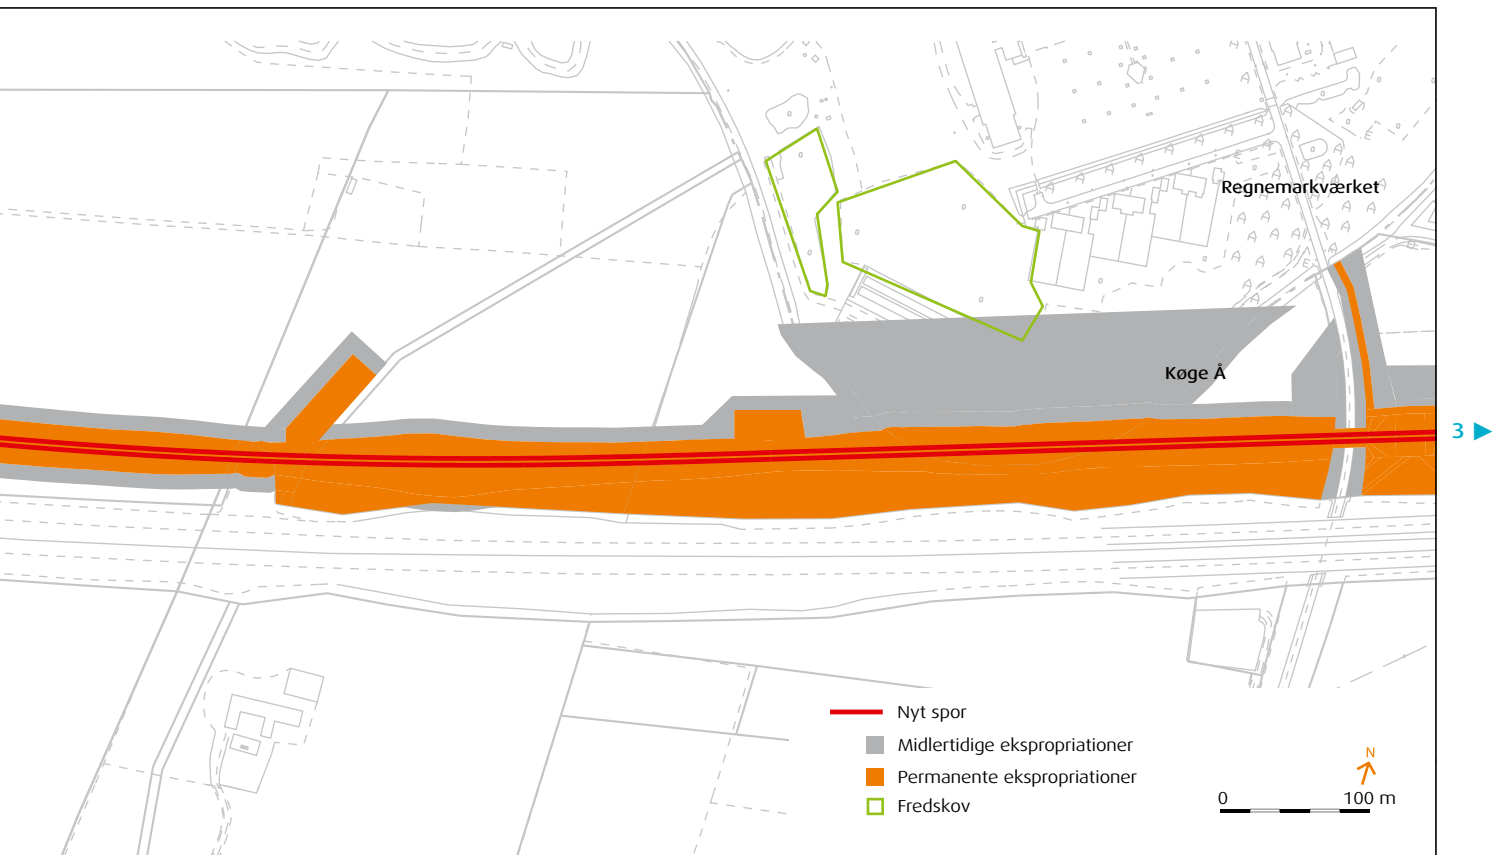 Regnemarkværket
Køge Å
3
Nyt spor
Midlertidige ekspropriationer
Permanente ekspropriationer
Fredskov
N
0 100 m